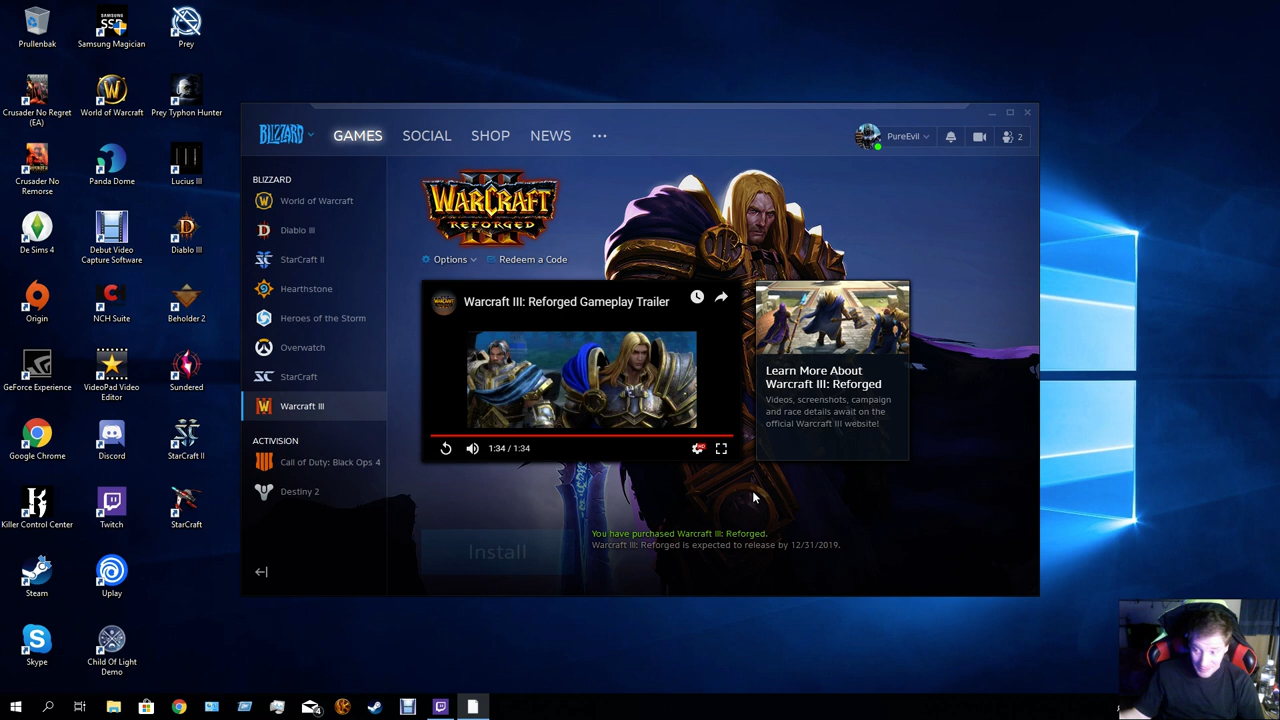 Prullenbak
Samsung Magician
Prey
Crusader No Regret (EA)
World of Warcraft
Prey Typhon Hunter
Crusader No Remorse
Panda Dome
Lucius III
De Sims 4
Debut Video Capture Software
Diablo III
Origin
NCH Suite
Beholder 2
GeForce Experience
VideoPad Video Editor
Sundered
Google Chrome
Discord
StarCraft II
Killer Control Center
Twitch
StarCraft
Steam
Uplay
Skype
Child Of Light Demo
BLIZZARD
GAMES
SOCIAL
SHOP
NEWS
PureEvil
2
BLIZZARD
World of Warcraft
Diablo III
StarCraft II
Hearthstone
Heroes of the Storm
Overwatch
StarCraft
Warcraft III
ACTIVISION
Call of Duty: Black Ops 4
Destiny 2
WARCRAFT
III
REFORGED
Options
Redeem a Code
Warcraft III: Reforged Gameplay Trailer
1:34 / 1:34
HD
Learn More About
Warcraft III: Reforged
Videos, screenshots, campaign
and race details await on the
official Warcraft III website!
Install
You have purchased Warcraft III: Reforged.
Warcraft III: Reforged is expected to release by 12/31/2019.